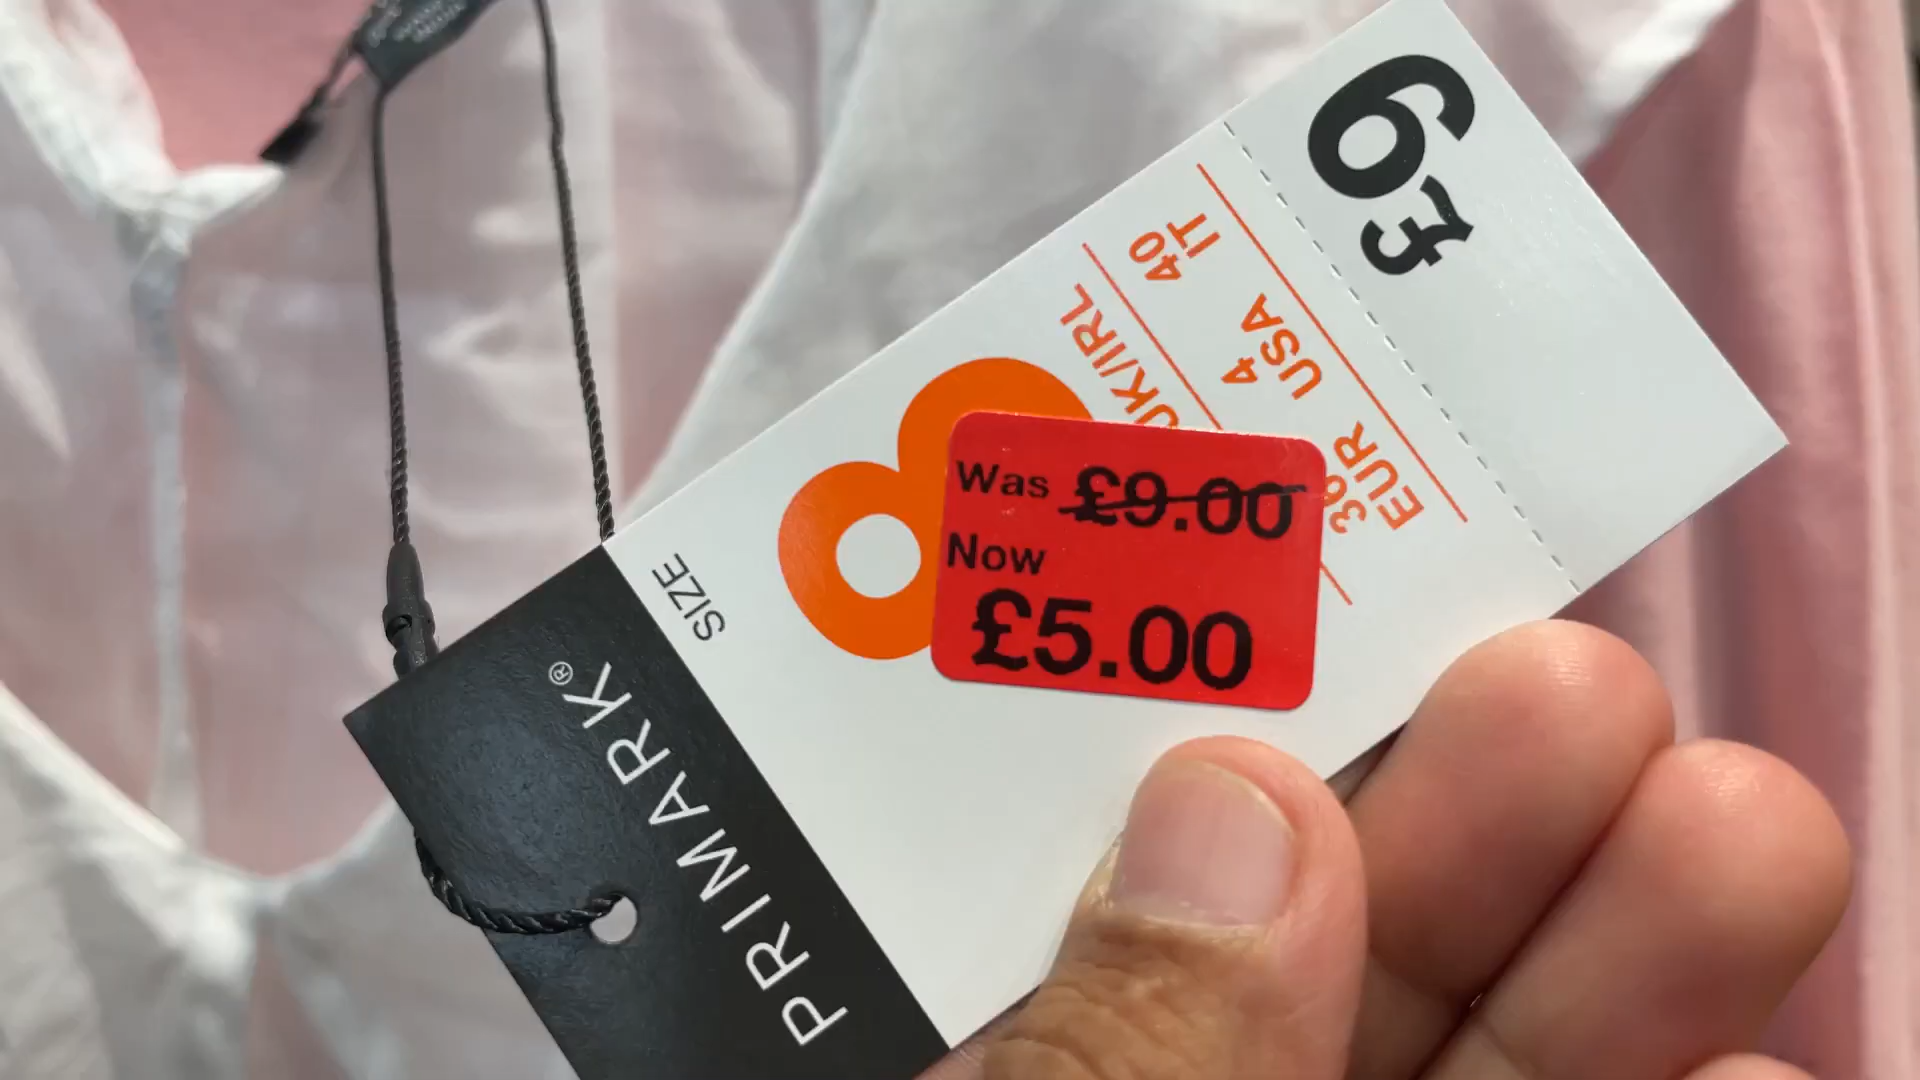 PRIMARK®
SIZE
8
UK/IRL
36 4 40
EUR USA IT
£9
Was £9.00
Now
£5.00